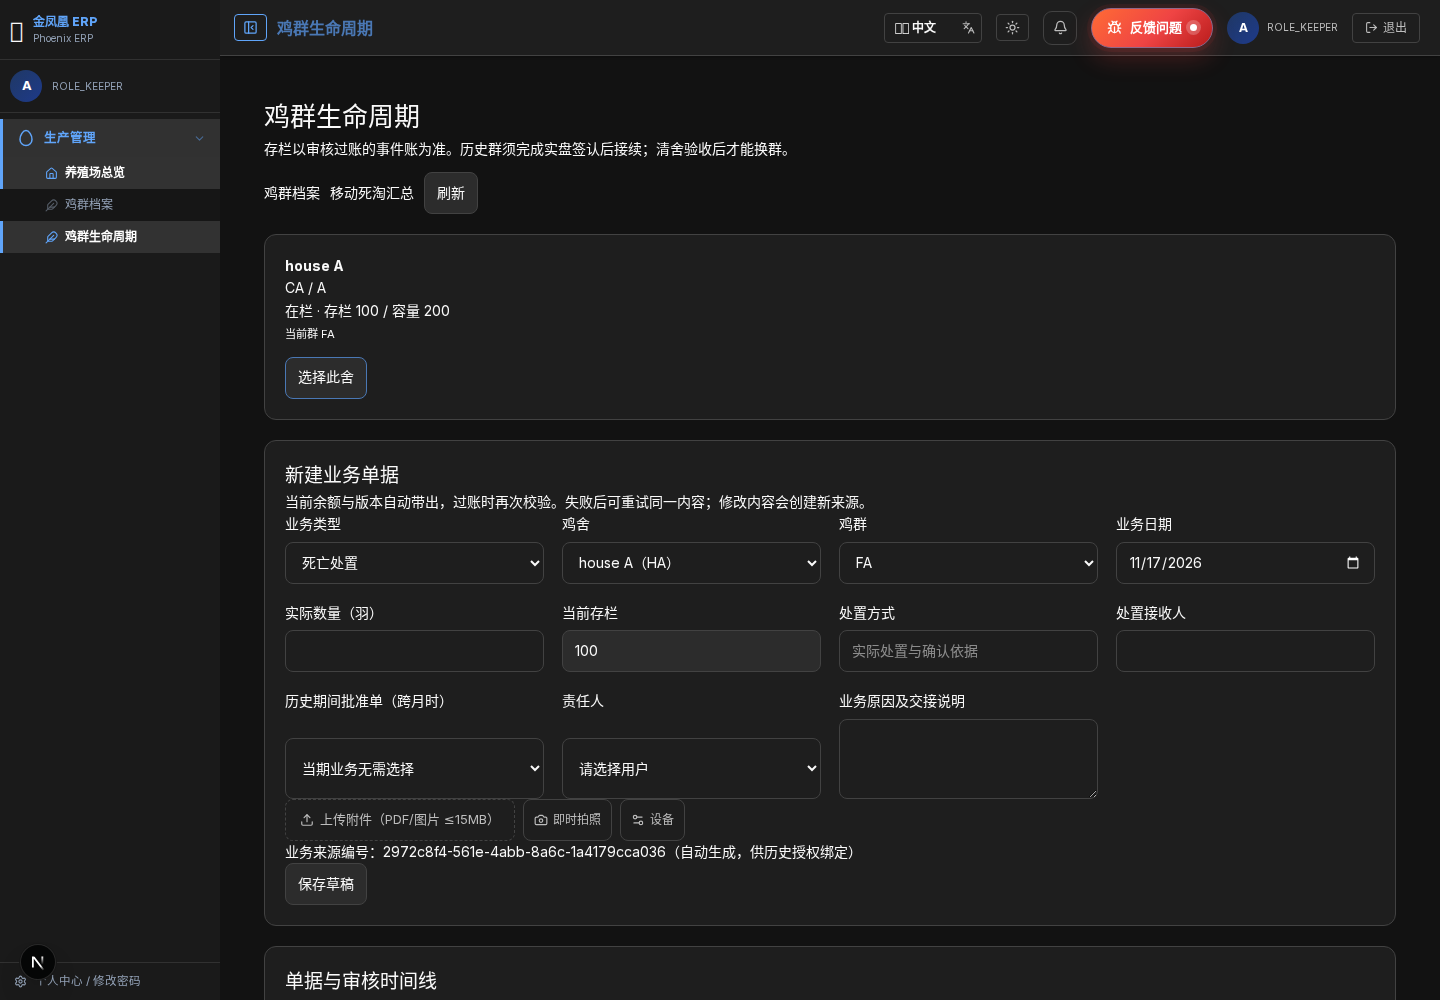 金凤凰 ERP
Phoenix ERP
A ROLE_KEEPER
生产管理
养殖场总览
鸡群档案
鸡群生命周期
个人中心 / 修改密码
鸡群生命周期
中文
反馈问题
A ROLE_KEEPER
退出
鸡群生命周期
存栏以审核过账的事件账为准。历史群须完成实盘签认后接续；清舍验收后才能换群。
鸡群档案 移动死淘汇总 刷新
house A
CA / A
在栏 · 存栏 100 / 容量 200
当前群 FA
选择此舍
新建业务单据
当前余额与版本自动带出，过账时再次校验。失败后可重试同一内容；修改内容会创建新来源。
业务类型 鸡舍 鸡群 业务日期
死亡处置 house A（HA） FA 11/17/2026
实际数量（羽） 当前存栏 处置方式 处置接收人
100 实际处置与确认依据
历史期间批准单（跨月时） 责任人 业务原因及交接说明
当期业务无需选择 请选择用户
上传附件（PDF/图片 ≤15MB） 即时拍照 设备
业务来源编号：2972c8f4-561e-4abb-8a6c-1a4179cca036（自动生成，供历史授权绑定）
保存草稿
单据与审核时间线